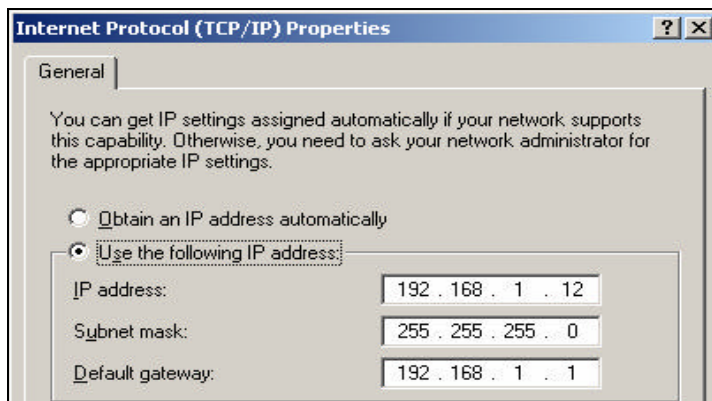 Internet Protocol (TCP/IP) Properties
General
You can get IP settings assigned automatically if your network supports
this capability. Otherwise, you need to ask your network administrator for
the appropriate IP settings.
Obtain an IP address automatically
Use the following IP address:
IP address: 192 . 168 . 1 . 12
Subnet mask: 255 . 255 . 255 . 0
Default gateway: 192 . 168 . 1 . 1